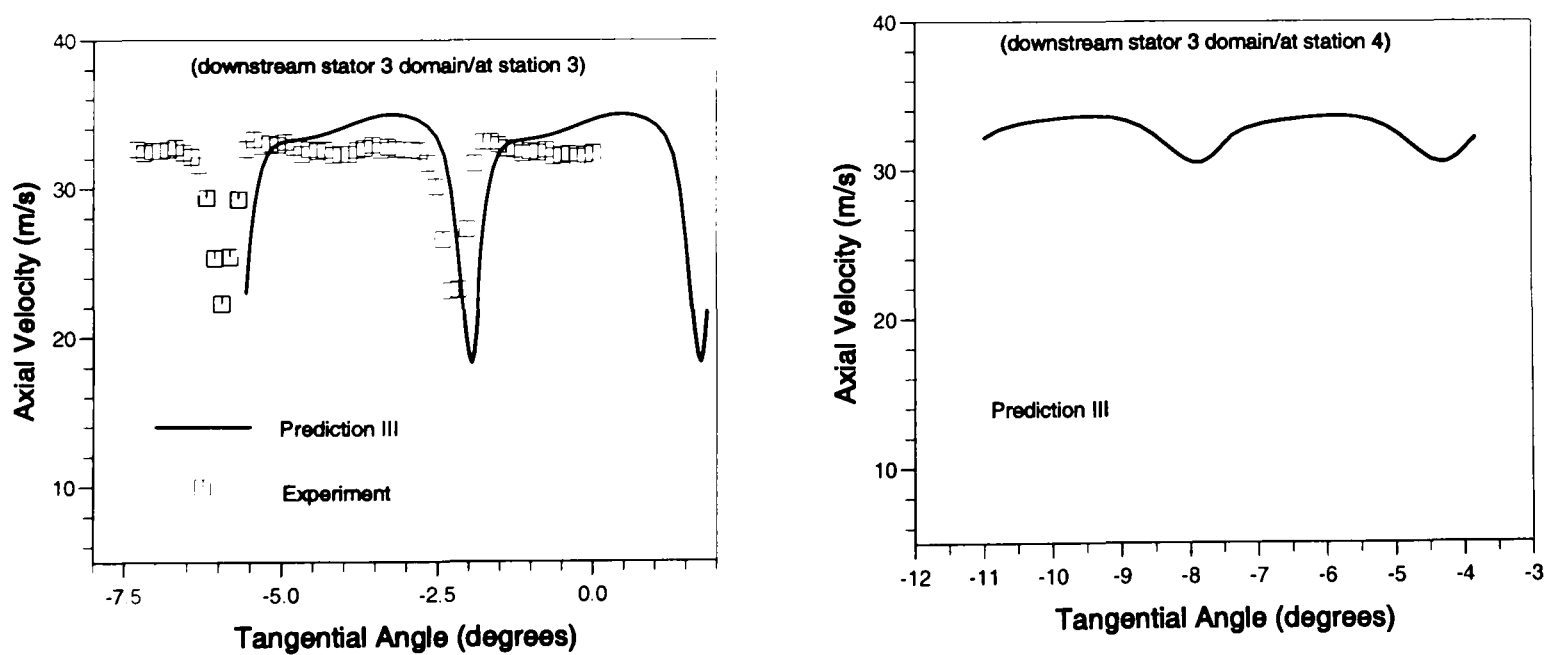 40
(downstream stator 3 domain/at station 3)
30
20
10
Axial Velocity (m/s)
Prediction III
Experiment
-7.5 -5.0 -2.5 0.0
Tangential Angle (degrees)
40
(downstream stator 3 domain/at station 4)
30
20
10
Axial Velocity (m/s)
Prediction III
-12 -11 -10 -9 -8 -7 -6 -5 -4 -3
Tangential Angle (degrees)